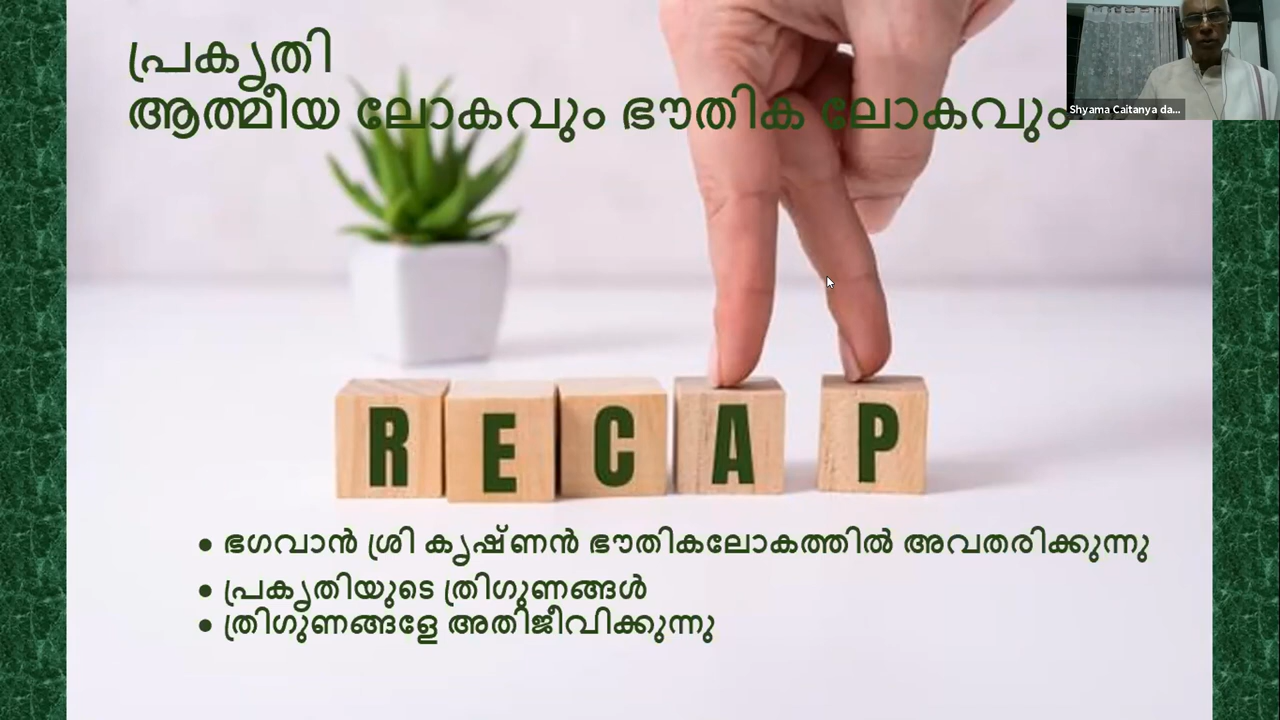 പ്രകൃതി
ആത്മീയ ലോകവും ഭൗതിക ലോകവും
Shyama Caitanya da...
RECAP
• ഭഗവാൻ ശ്രി കൃഷ്ണൻ ഭൗതികലോകത്തിൽ അവതരിക്കുന്നു
• പ്രകൃതിയുടെ ത്രിഗുണങ്ങൾ
• ത്രിഗുണങ്ങളേ അതിജീവിക്കുന്നു